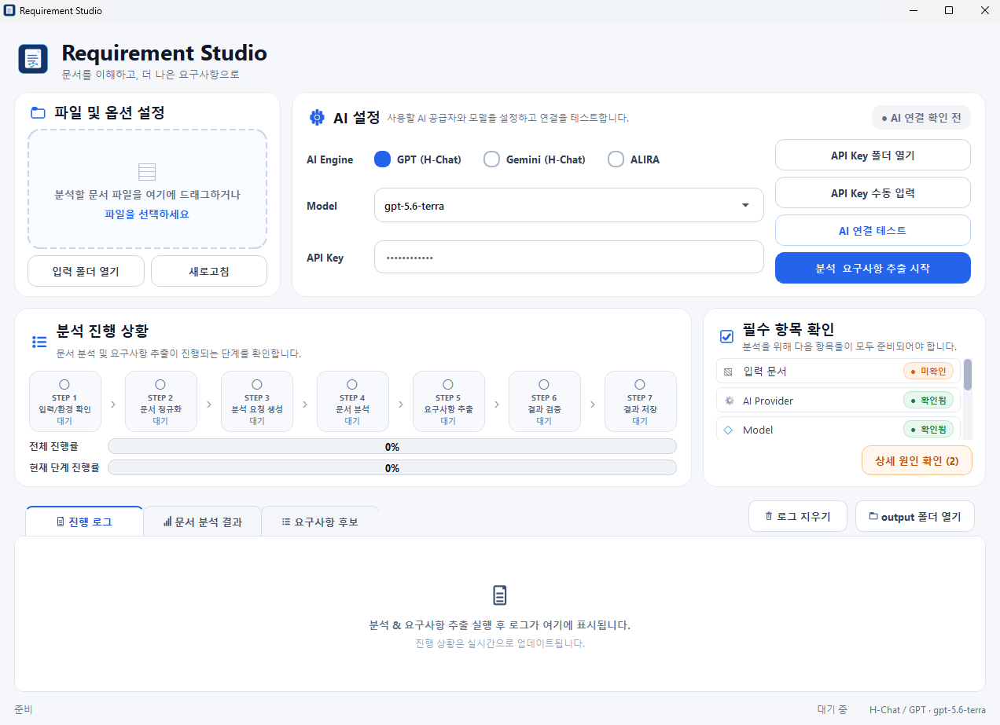 Requirement Studio
Requirement Studio
문서를 이해하고, 더 나은 요구사항으로
파일 및 옵션 설정
분석할 문서 파일을 여기에 드래그하거나
파일을 선택하세요
입력 폴더 열기
새로고침
AI 설정 사용할 AI 공급자와 모델을 설정하고 연결을 테스트합니다.
● AI 연결 확인 전
AI Engine
GPT (H-Chat)
Gemini (H-Chat)
ALIRA
Model
gpt-5.6-terra
API Key
••••••••••••
API Key 폴더 열기
API Key 수동 입력
AI 연결 테스트
분석 요구사항 추출 시작
분석 진행 상황
문서 분석 및 요구사항 추출이 진행되는 단계를 확인합니다.
STEP 1
입력/환경 확인
대기
›
STEP 2
문서 정규화
대기
›
STEP 3
분석 요청 생성
대기
›
STEP 4
문서 분석
대기
›
STEP 5
요구사항 추출
대기
›
STEP 6
결과 검증
대기
›
STEP 7
결과 저장
대기
전체 진행률
0%
현재 단계 진행률
0%
필수 항목 확인
분석을 위해 다음 항목들이 모두 준비되어야 합니다.
입력 문서
● 미확인
AI Provider
● 확인됨
Model
● 확인됨
상세 원인 확인 (2)
진행 로그
문서 분석 결과
요구사항 후보
로그 지우기
output 폴더 열기
분석 & 요구사항 추출 실행 후 로그가 여기에 표시됩니다.
진행 상황은 실시간으로 업데이트됩니다.
준비
대기 중
H-Chat / GPT · gpt-5.6-terra